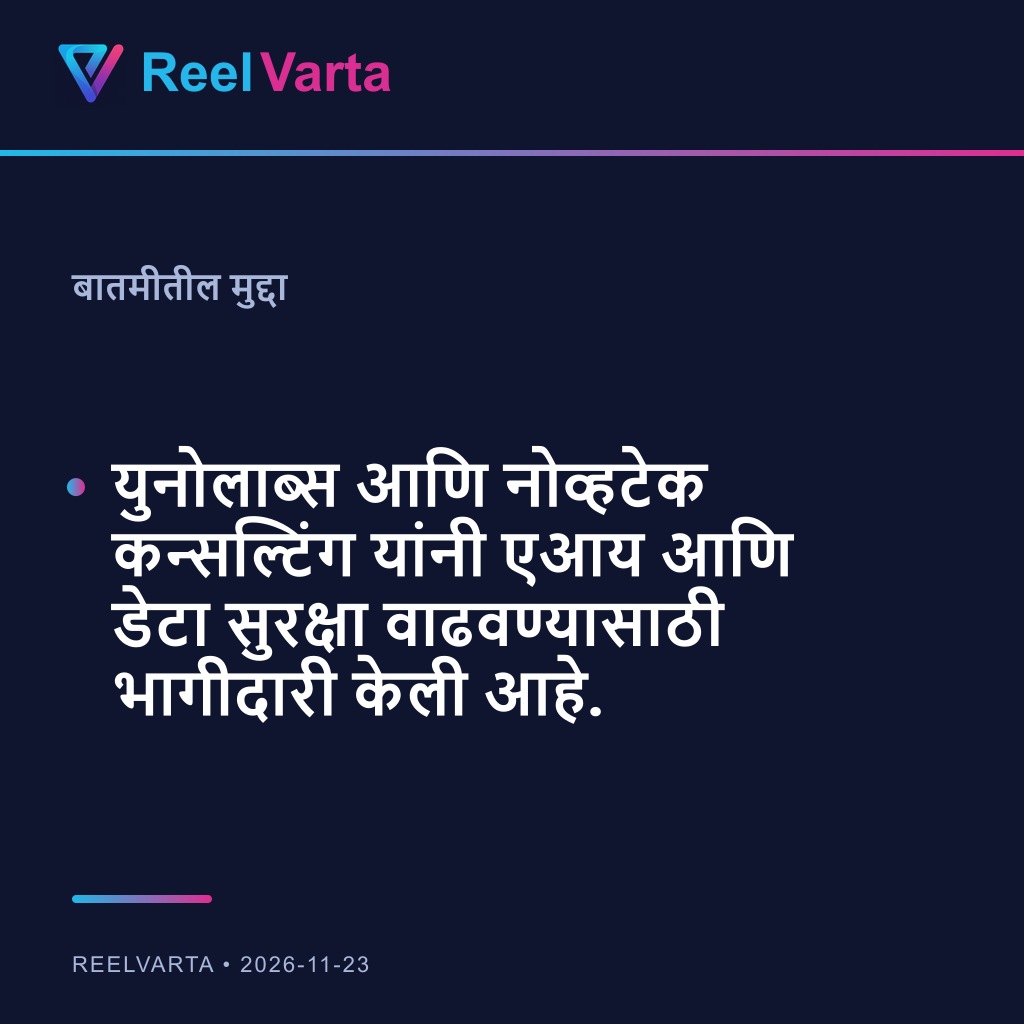 Reel Varta
बातमीतील मुद्दा
• युनोलाब्स आणि नोव्हटेक
कन्सल्टिंग यांनी एआय आणि
डेटा सुरक्षा वाढवण्यासाठी
भागीदारी केली आहे.
REELVARTA • 2026-11-23